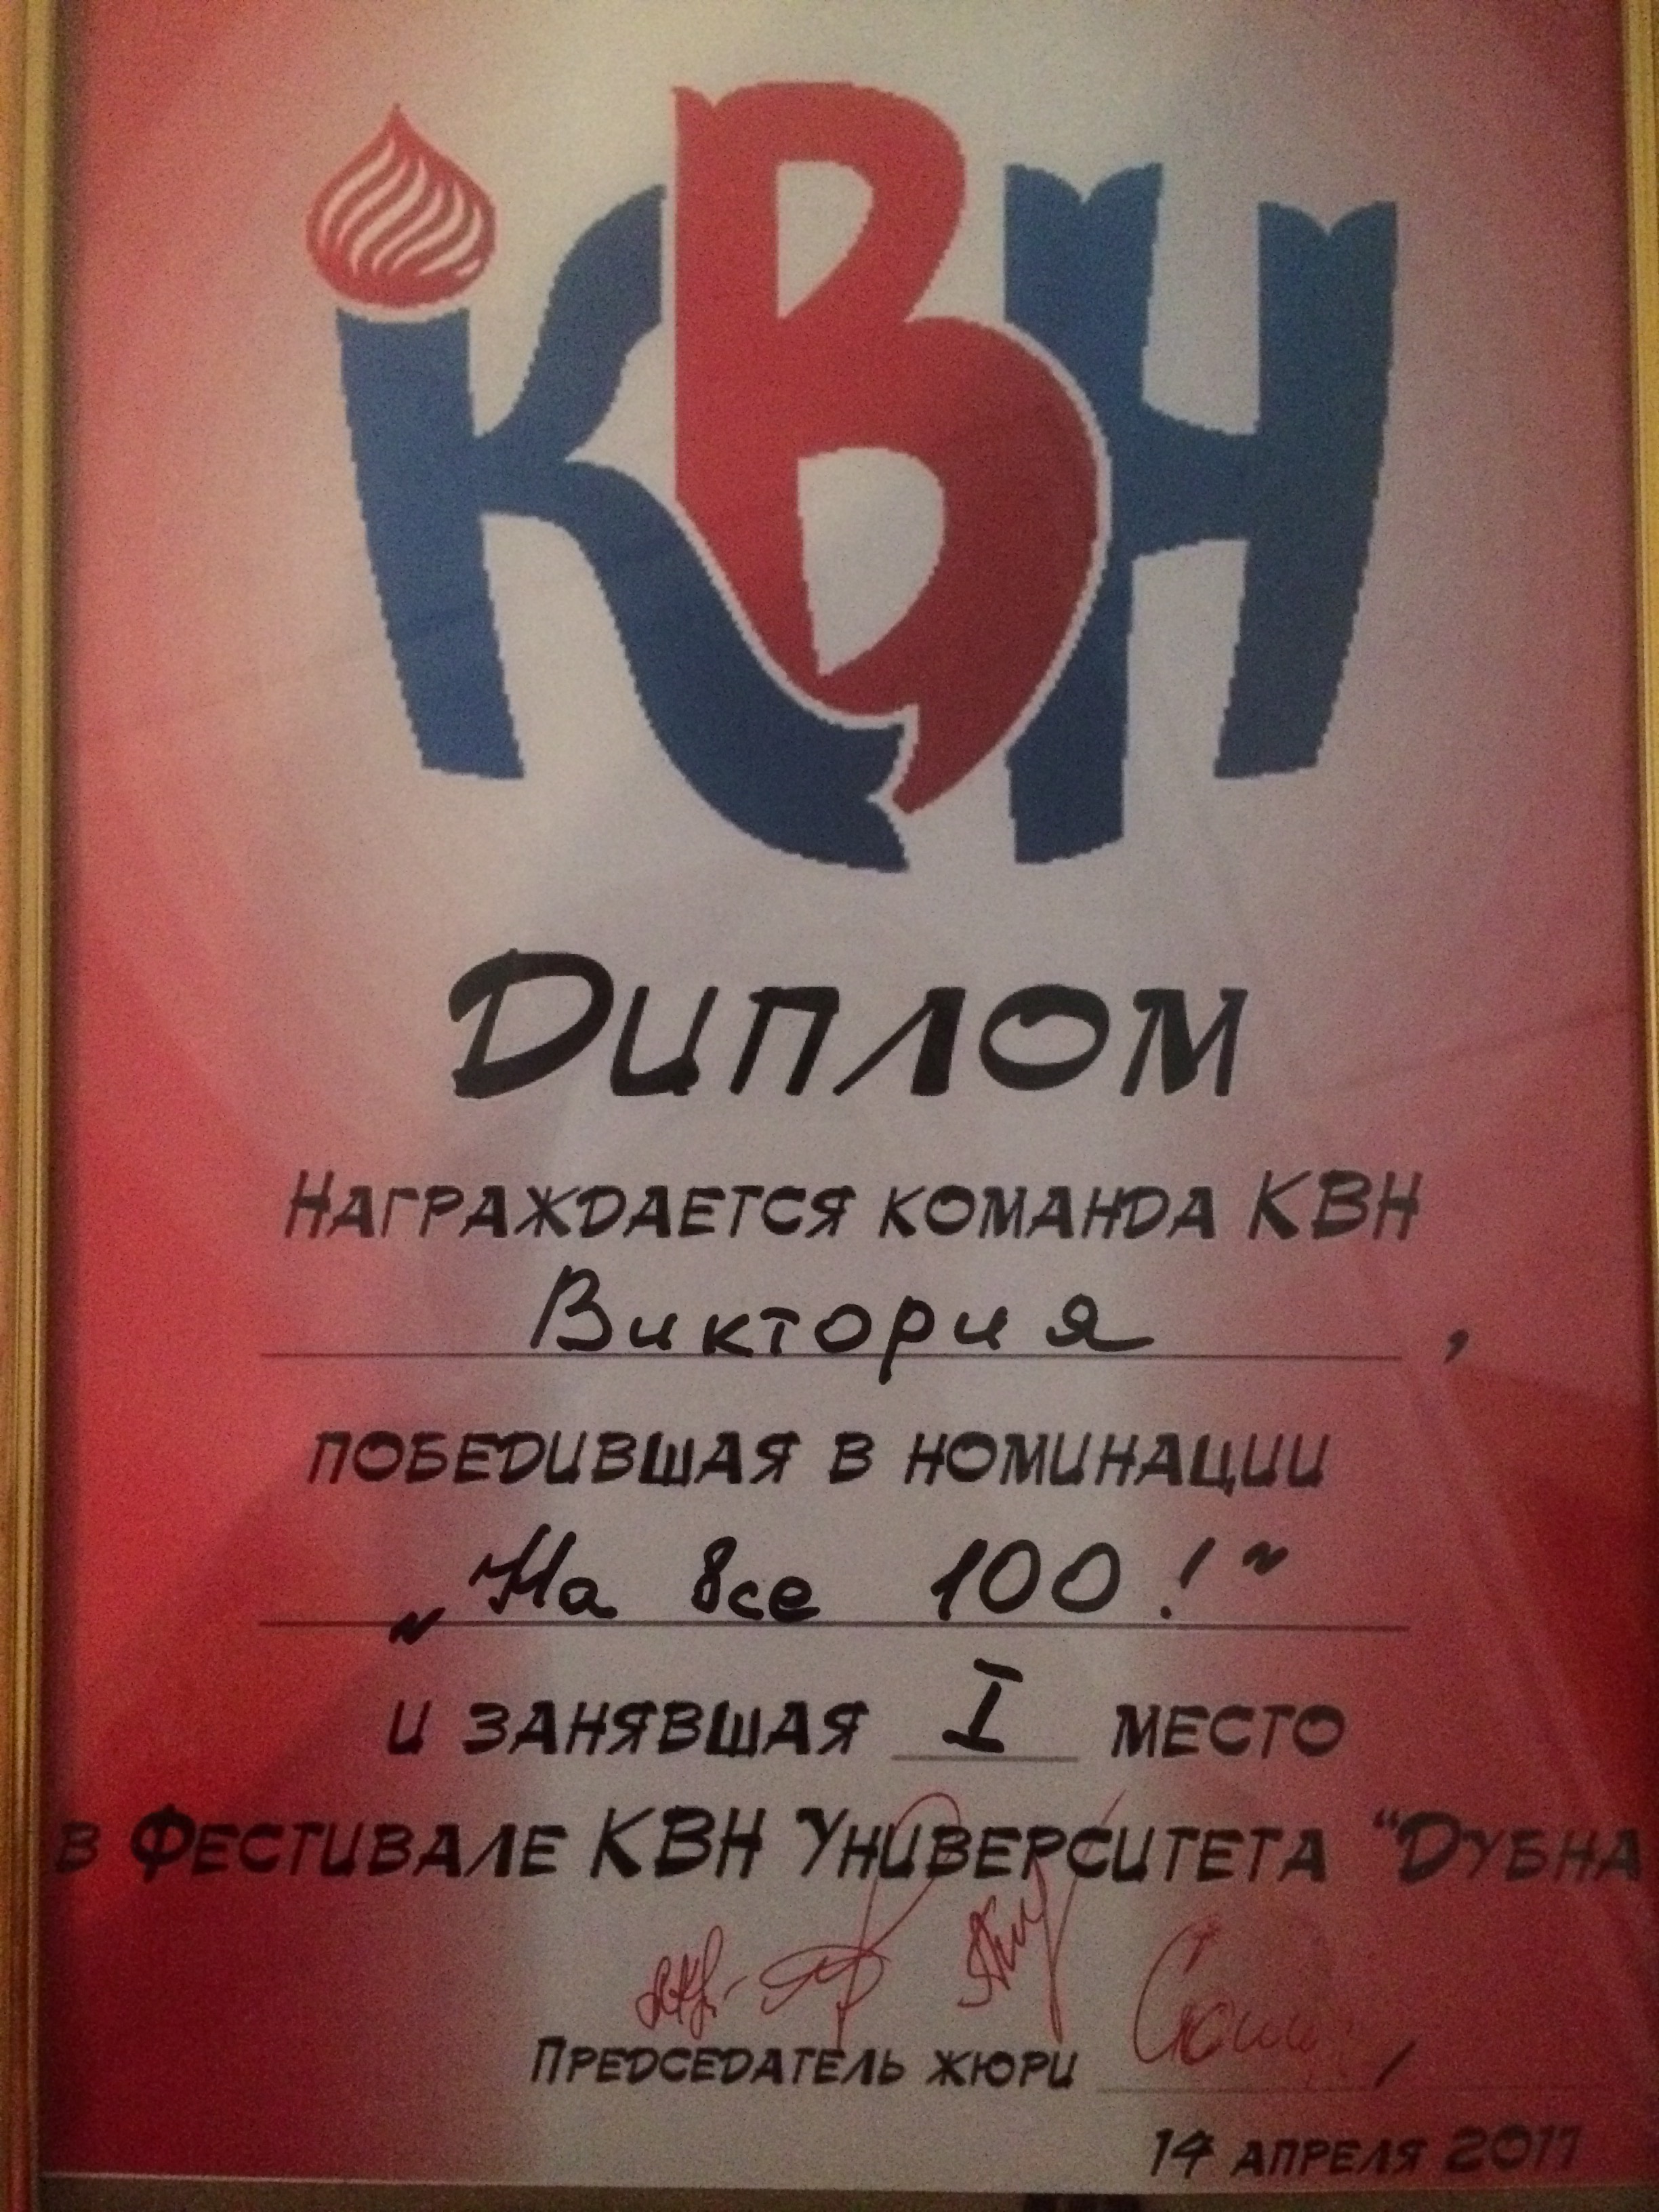 КВН
Диплом
Награждается команда КВН
Виктория,
победившая в номинации
„На все 100!"
и занявшая I место
в Фестивале КВН Университета "Дубна
Председатель жюри
14 апреля 2017